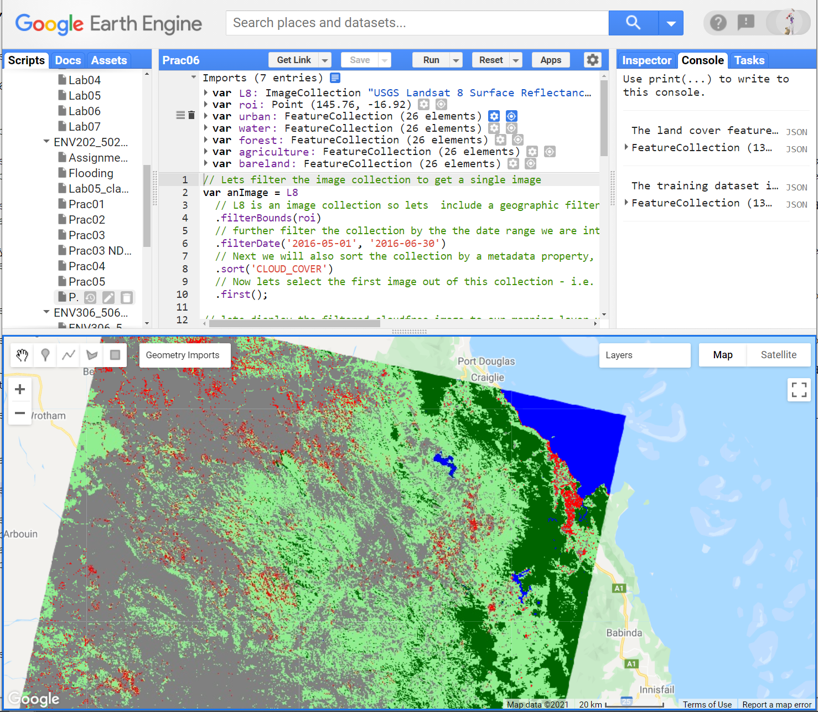 Google Earth Engine
Search places and datasets...
Scripts Docs Assets
Lab04
Lab05
Lab06
Lab07
ENV202_502...
Assignme...
Flooding
Lab05_cla...
Prac01
Prac02
Prac03
Prac03 ND...
Prac04
Prac05
P.
ENV306_506...
Prac06
Get Link Save Run Reset Apps
Imports (7 entries)
var L8: ImageCollection "USGS Landsat 8 Surface Reflectanc…
var roi: Point (145.76, -16.92)
var urban: FeatureCollection (26 elements)
var water: FeatureCollection (26 elements)
var forest: FeatureCollection (26 elements)
var agriculture: FeatureCollection (26 elements)
var bareland: FeatureCollection (26 elements)
1 // Lets filter the image collection to get a single image
2 var anImage = L8
3 // L8 is an image collection so lets  include a geographic filter
4 .filterBounds(roi)
5 // further filter the collection by the the date range we are int
6 .filterDate('2016-05-01', '2016-06-30')
7 // Next we will also sort the collection by a metadata property,
8 .sort('CLOUD_COVER')
9 // Now lets select the first image out of this collection - i.e.
10 .first();
11
12
Inspector Console Tasks
Use print(...) to write to
this console.
The land cover feature… JSON
FeatureCollection (13… JSON
The training dataset i… JSON
FeatureCollection (13… JSON
Geometry Imports
Layers
Map Satellite
+
−
Port Douglas
Craiglie
rotham
Arbouin
A1
Babinda
A1
Innisfail
Google
Map data ©2021 20 km Terms of Use Report a map error